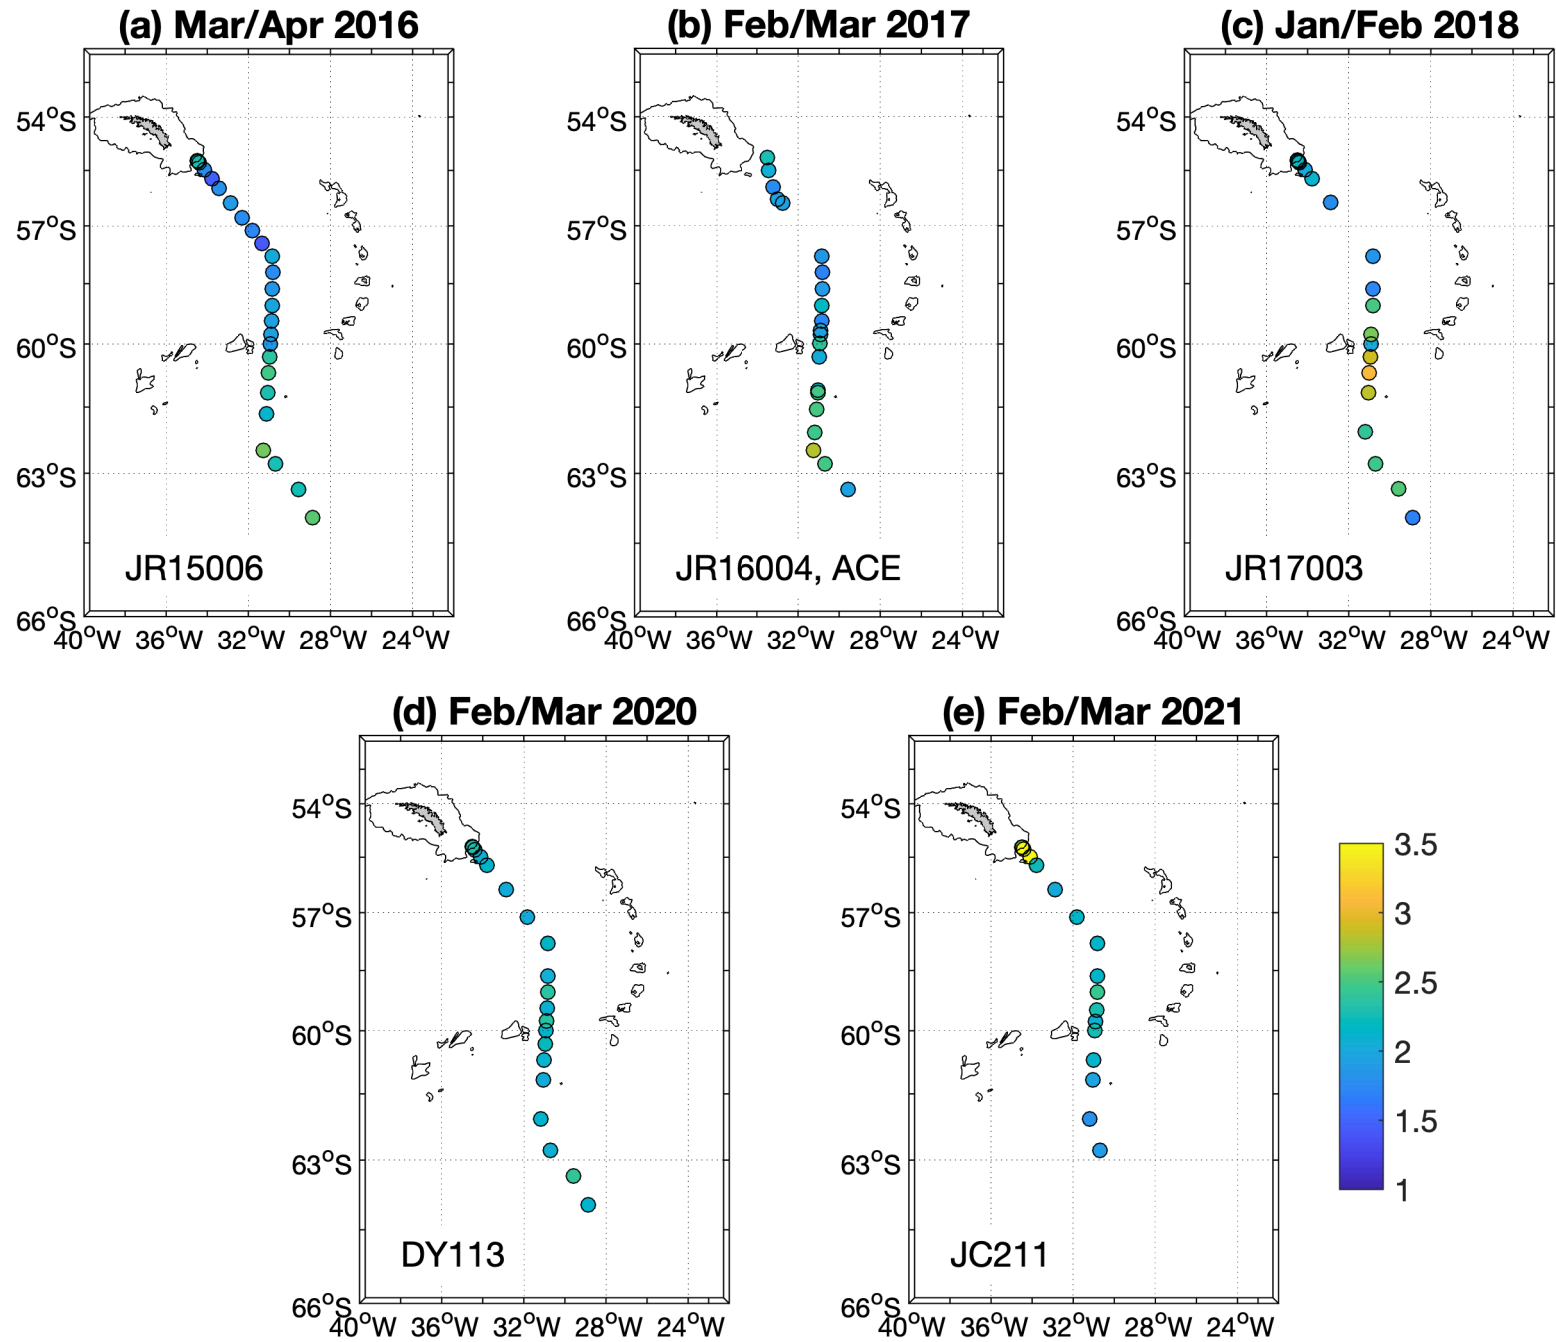 (a) Mar/Apr 2016
(b) Feb/Mar 2017
(c) Jan/Feb 2018
54°S
57°S
60°S
63°S
66°S
40°W 36°W 32°W 28°W 24°W
JR15006
54°S
57°S
60°S
63°S
66°S
40°W 36°W 32°W 28°W 24°W
JR16004, ACE
54°S
57°S
60°S
63°S
66°S
40°W 36°W 32°W 28°W 24°W
JR17003
(d) Feb/Mar 2020
(e) Feb/Mar 2021
54°S
57°S
60°S
63°S
66°S
40°W 36°W 32°W 28°W 24°W
DY113
54°S
57°S
60°S
63°S
66°S
40°W 36°W 32°W 28°W 24°W
JC211
3.5
3
2.5
2
1.5
1